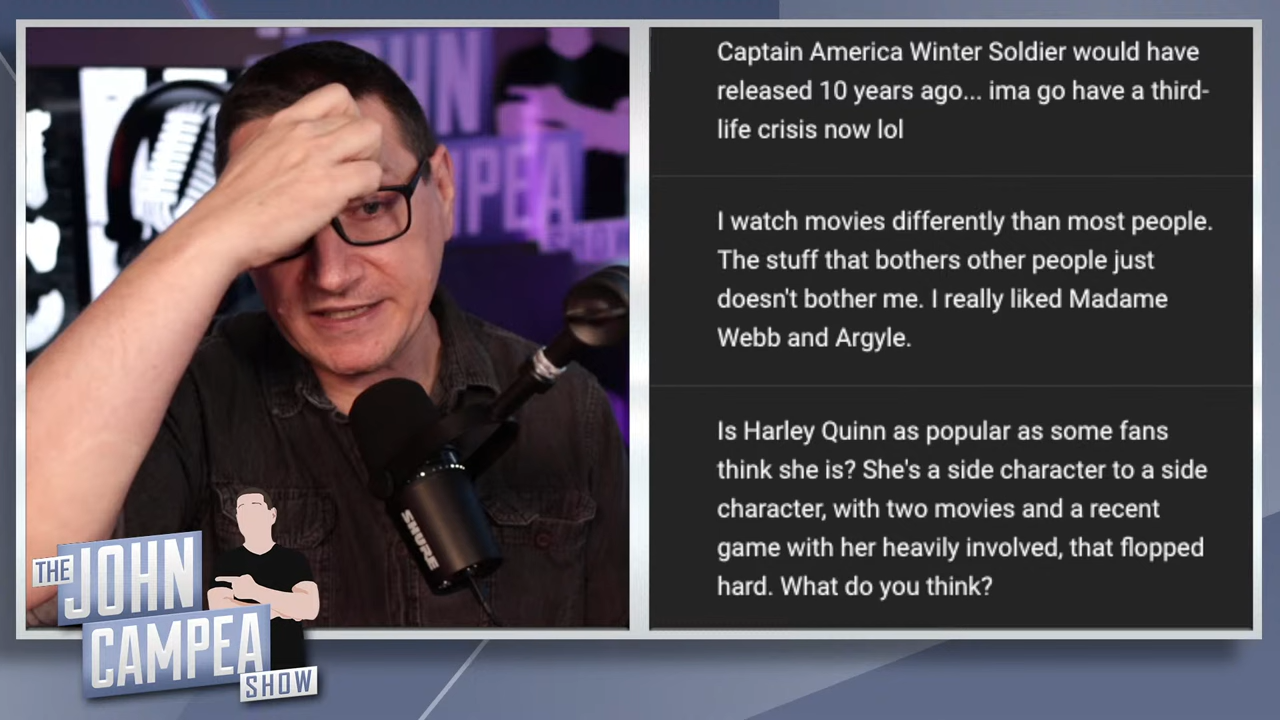 JOHN
CAMPEA
SHURE
THE
JOHN
CAMPEA
SHOW
Captain America Winter Soldier would have
released 10 years ago... ima go have a third-
life crisis now lol
I watch movies differently than most people.
The stuff that bothers other people just
doesn't bother me. I really liked Madame
Webb and Argyle.
Is Harley Quinn as popular as some fans
think she is? She's a side character to a side
character, with two movies and a recent
game with her heavily involved, that flopped
hard. What do you think?